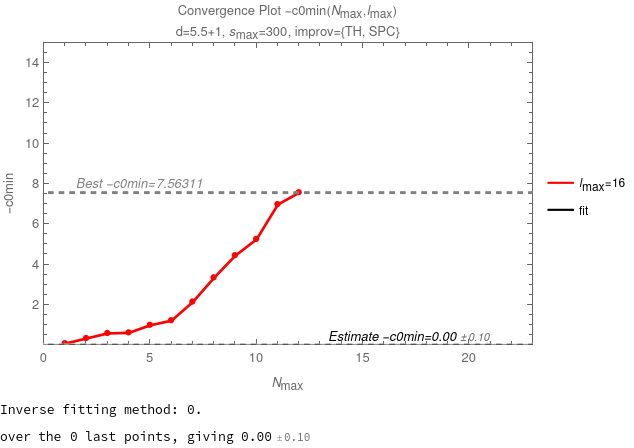 Convergence Plot −c0min(Nmax,lmax)
d=5.5+1, smax=300, improv={TH, SPC}
14
12
10
8
6
4
2
−c0min
Best −c0min=7.56311
Estimate −c0min=0.00 ±0.10
0
5
10
15
20
Nmax
lmax=16
fit
Inverse fitting method: 0.
over the 0 last points, giving 0.00 ±0.10